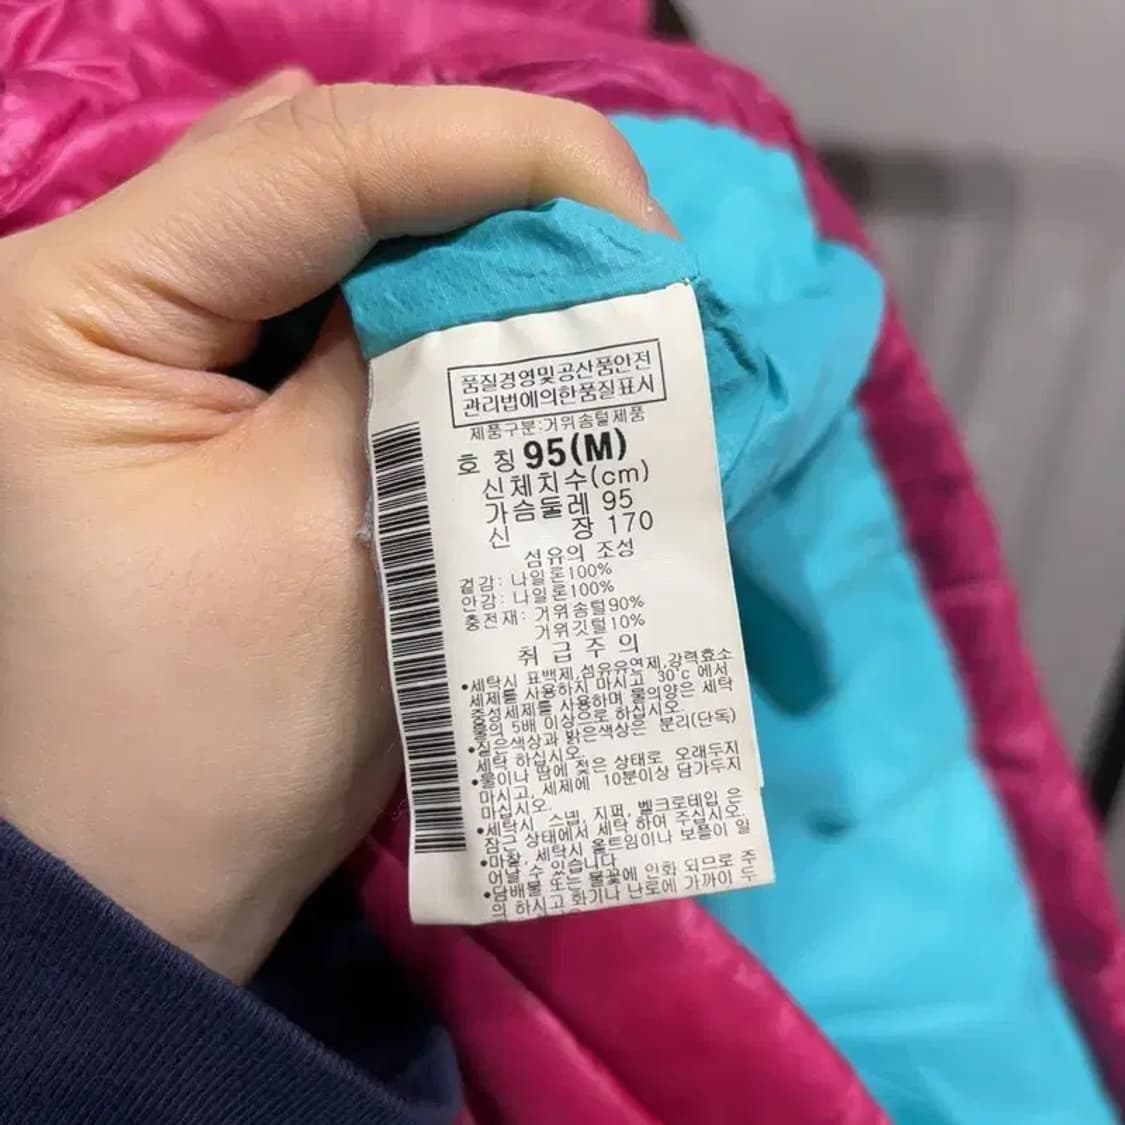 품질경영및공산품안전
관리법에의한품질표시
제품구분:거위솜털제품
호 칭 95(M)
신체치수(cm)
가슴둘레 95
신 장 170
섬유의 조성
겉감: 나일론100%
안감: 나일론100%
충전재: 거위솜털90%
거위깃털10%
취 급 주 의
•세탁시 표백제,섬유유연제,강력효소
세제를 사용하지 마시고 30℃에서
중성세제를 사용하며 물의양은 세탁
물의 5배 이상으로 하십시오.
•짙은색상과 밝은색상은 분리(단독)
세탁 하십시오.
•물이나 땀에 젖은 상태로 오래두지
마시고, 세제에 10분이상 담가두지
마십시오.
•세탁시 스냅, 지퍼, 벨크로테입 은
잠근 상태에서 세탁 하여 주십시오.
•마찰, 세탁시 올트임이나 보풀이 일
어날 수 있습니다
•담배불 또는 불꽃에 인화 되므로 주
의 하시고 화기나 난로에 가까이 두